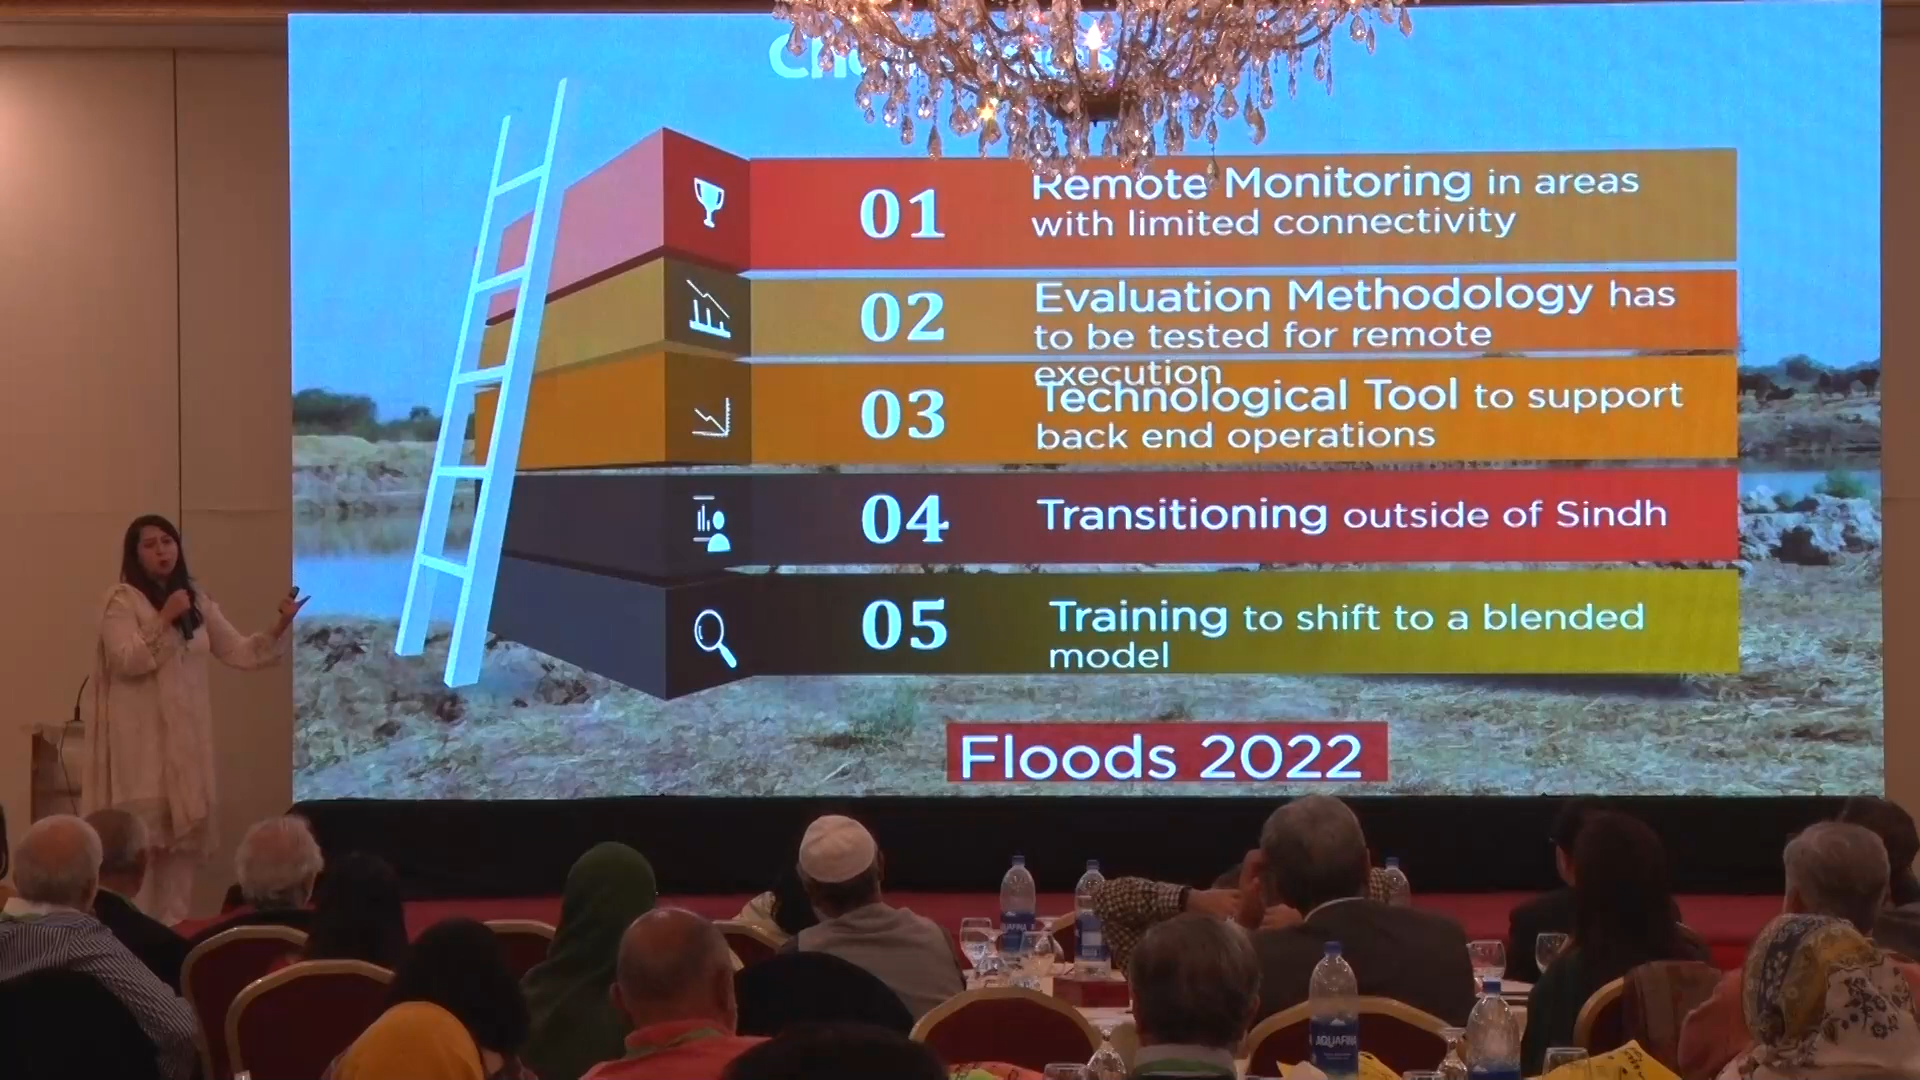 01
Remote Monitoring in areas
with limited connectivity
02
Evaluation Methodology has
to be tested for remote
execution
03
Technological Tool to support
back end operations
04
Transitioning outside of Sindh
05
Training to shift to a blended
model
Floods 2022
AQUAFINA